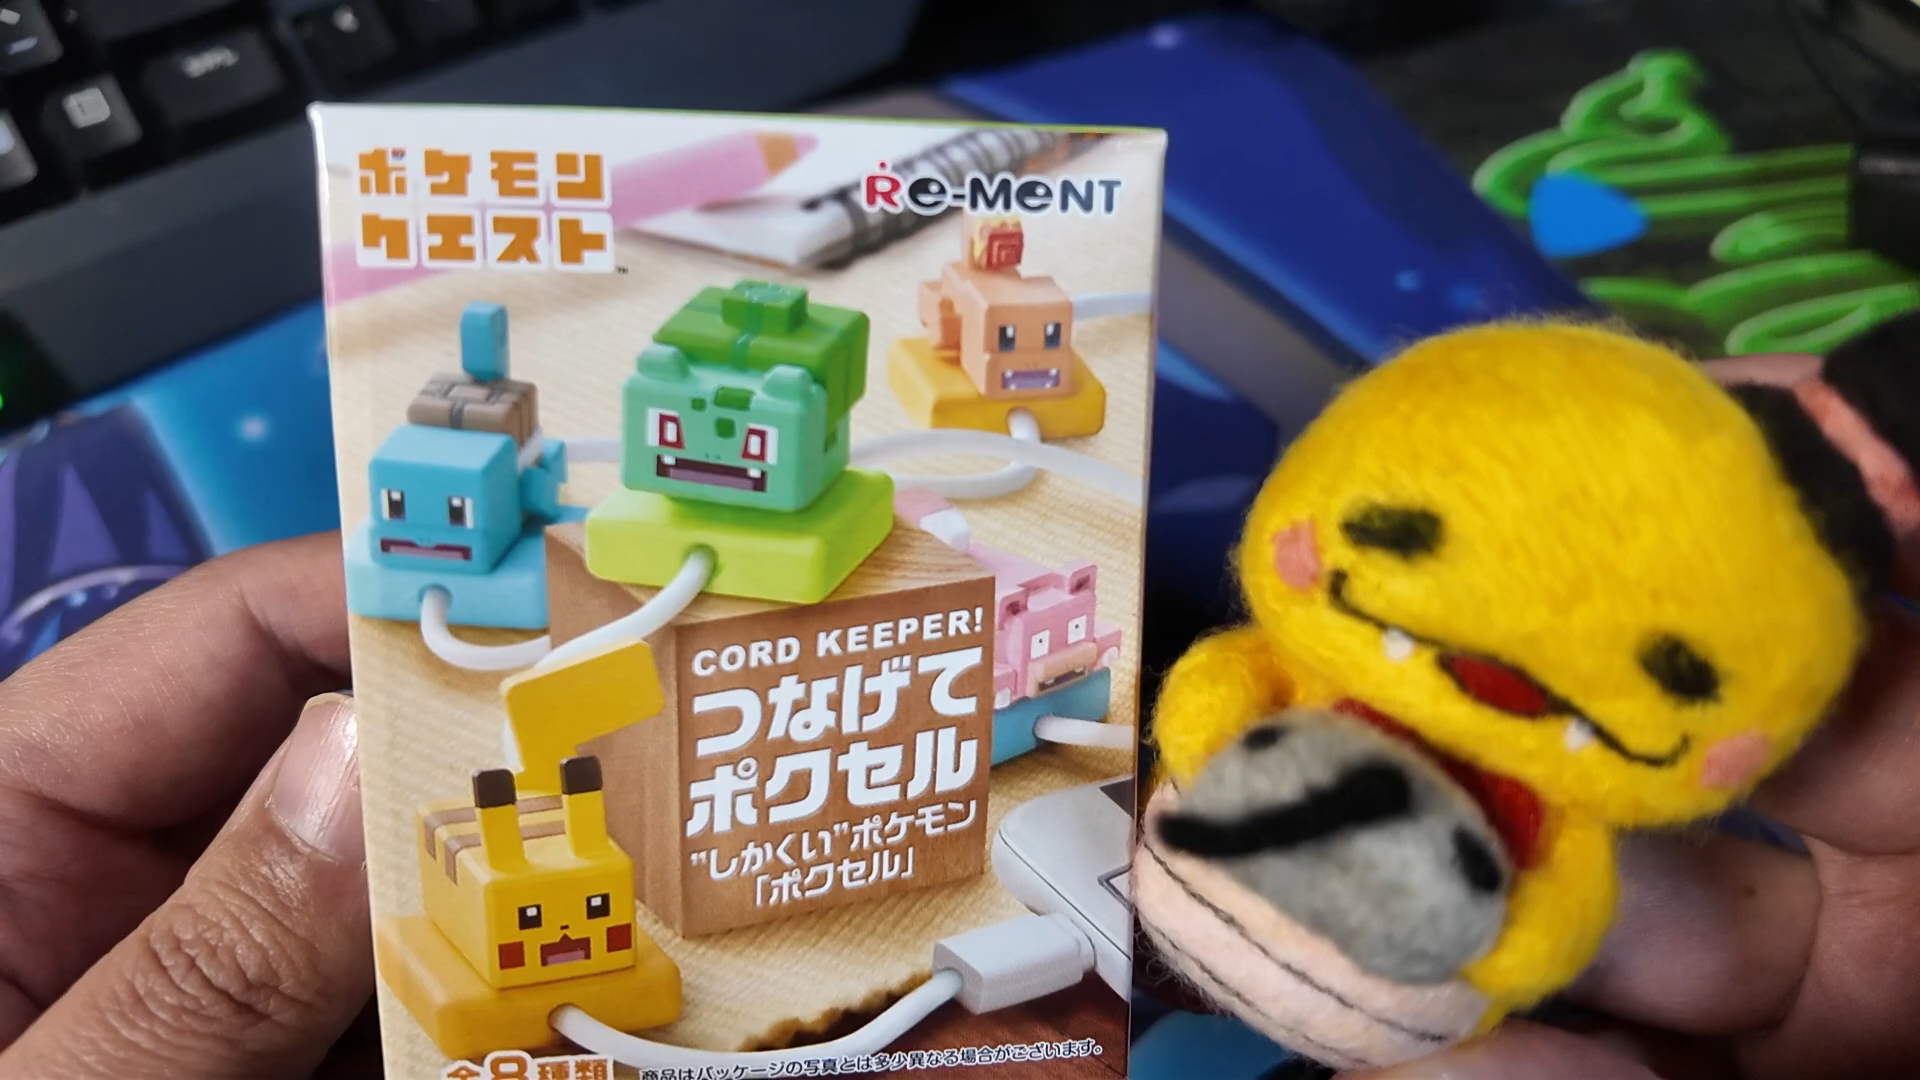 ポケモン
クエスト
™
Re-MeNT
CORD KEEPER!
つなげて
ポクセル
"しかくい"ポケモン
「ポクセル」
全8種類
商品はパッケージの写真とは多少異なる場合がございます。